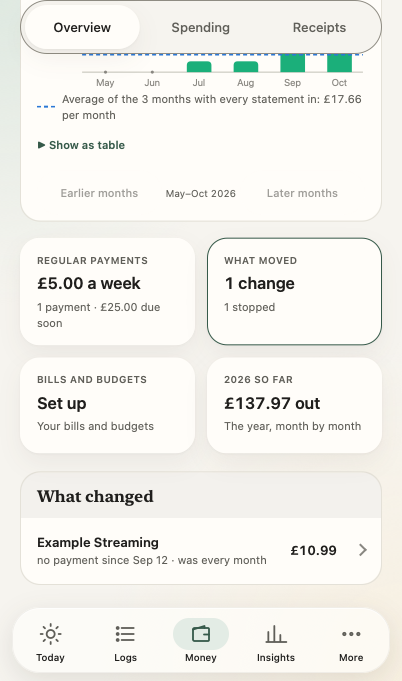 Overview
Spending
Receipts
May
Jun
Jul
Aug
Sep
Oct
Average of the 3 months with every statement in: £17.66
per month
Show as table
Earlier months
May–Oct 2026
Later months
REGULAR PAYMENTS
£5.00 a week
1 payment · £25.00 due
soon
WHAT MOVED
1 change
1 stopped
BILLS AND BUDGETS
Set up
Your bills and budgets
2026 SO FAR
£137.97 out
The year, month by month
What changed
Example Streaming
no payment since Sep 12 · was every month
£10.99
Today
Logs
Money
Insights
More